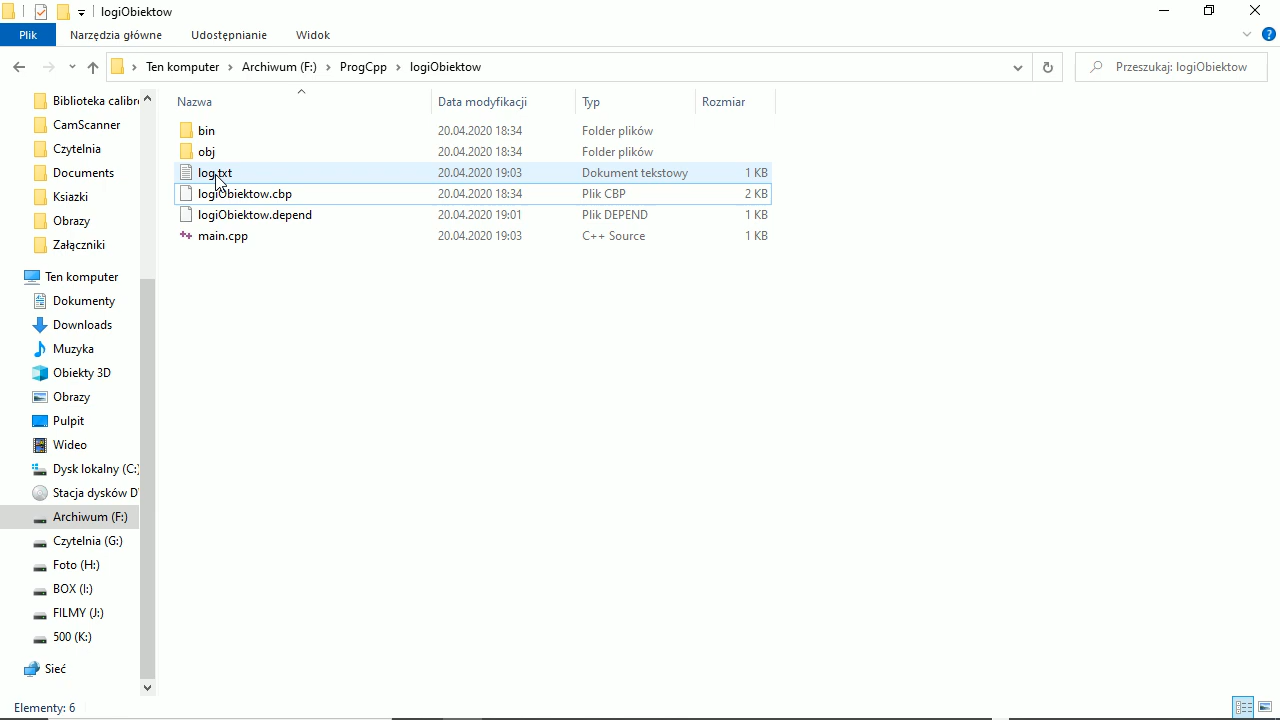 logiObiektow
Plik Narzędzia główne Udostępnianie Widok
Ten komputer > Archiwum (F:) > ProgCpp > logiObiektow
Przeszukaj: logiObiektow
Biblioteka calibr
CamScanner
Czytelnia
Documents
Ksiazki
Obrazy
Załączniki
Ten komputer
Dokumenty
Downloads
Muzyka
Obiekty 3D
Obrazy
Pulpit
Wideo
Dysk lokalny (C:)
Stacja dysków D
Archiwum (F:)
Czytelnia (G:)
Foto (H:)
BOX (I:)
FILMY (J:)
500 (K:)
Sieć
Nazwa Data modyfikacji Typ Rozmiar
bin 20.04.2020 18:34 Folder plików
obj 20.04.2020 18:34 Folder plików
log.txt 20.04.2020 19:03 Dokument tekstowy 1 KB
logiObiektow.cbp 20.04.2020 18:34 Plik CBP 2 KB
logiObiektow.depend 20.04.2020 19:01 Plik DEPEND 1 KB
main.cpp 20.04.2020 19:03 C++ Source 1 KB
Elementy: 6